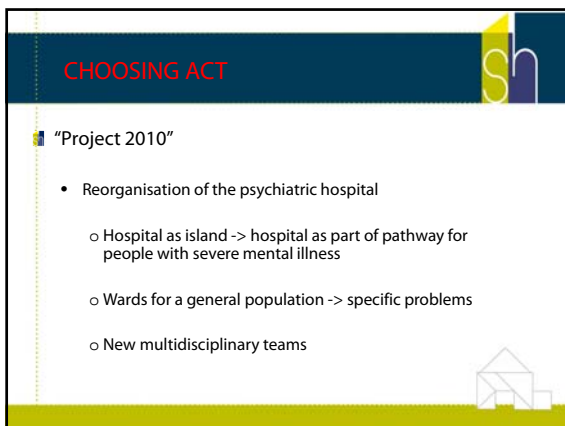 CHOOSING ACT
sh
"Project 2010"
• Reorganisation of the psychiatric hospital
o Hospital as island -> hospital as part of pathway for
people with severe mental illness
o Wards for a general population -> specific problems
o New multidisciplinary teams